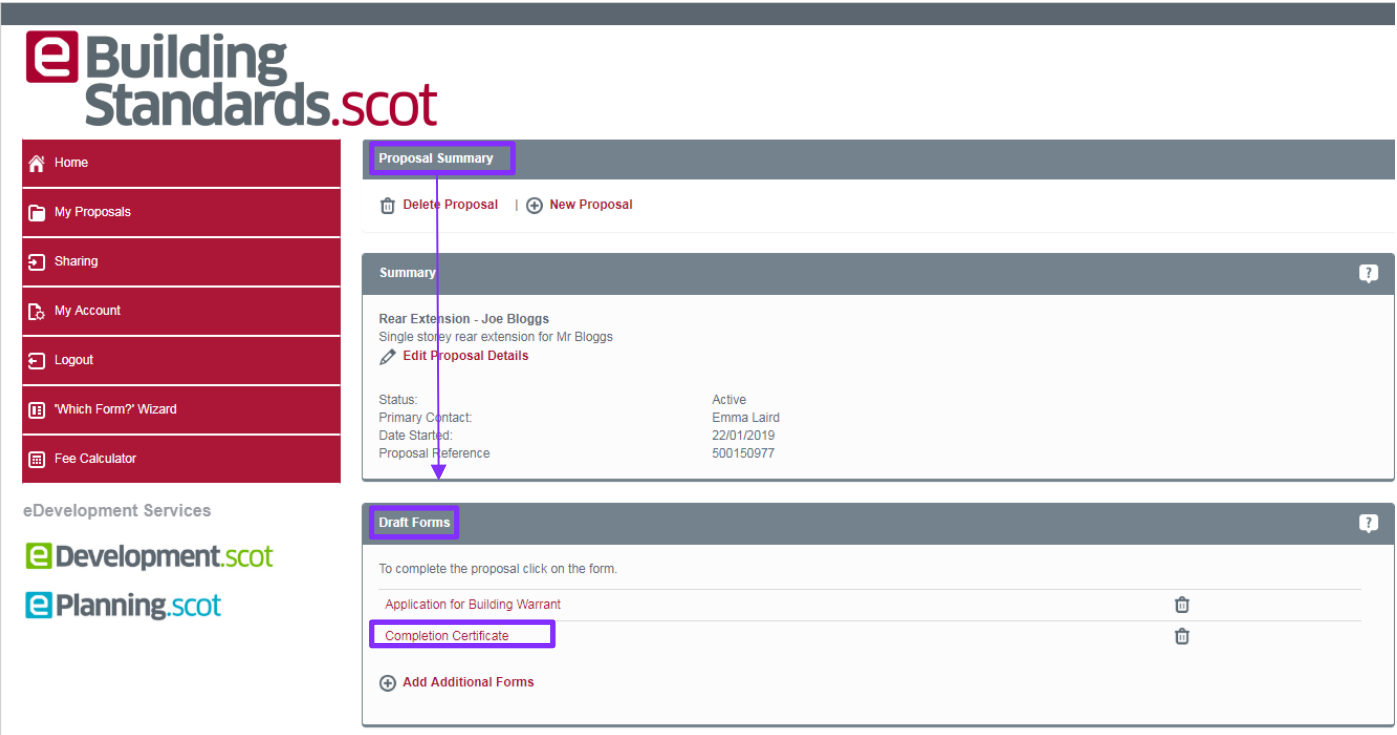 e Building
Standards.scot
Home
My Proposals
Sharing
My Account
Logout
'Which Form?' Wizard
Fee Calculator
eDevelopment Services
e Development.scot
e Planning.scot
Proposal Summary
Delete Proposal | New Proposal
Summary ?
Rear Extension - Joe Bloggs
Single storey rear extension for Mr Bloggs
Edit Proposal Details
Status: Active
Primary Contact: Emma Laird
Date Started: 22/01/2019
Proposal Reference 500150977
Draft Forms ?
To complete the proposal click on the form.
Application for Building Warrant
Completion Certificate
Add Additional Forms